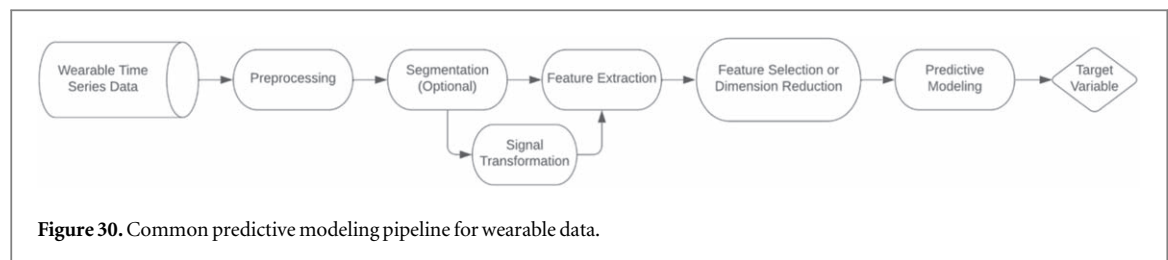 Wearable Time
Series Data
Preprocessing
Segmentation
(Optional)
Feature Extraction
Feature Selection or
Dimension Reduction
Predictive
Modeling
Target
Variable
Signal
Transformation
Figure 30. Common predictive modeling pipeline for wearable data.